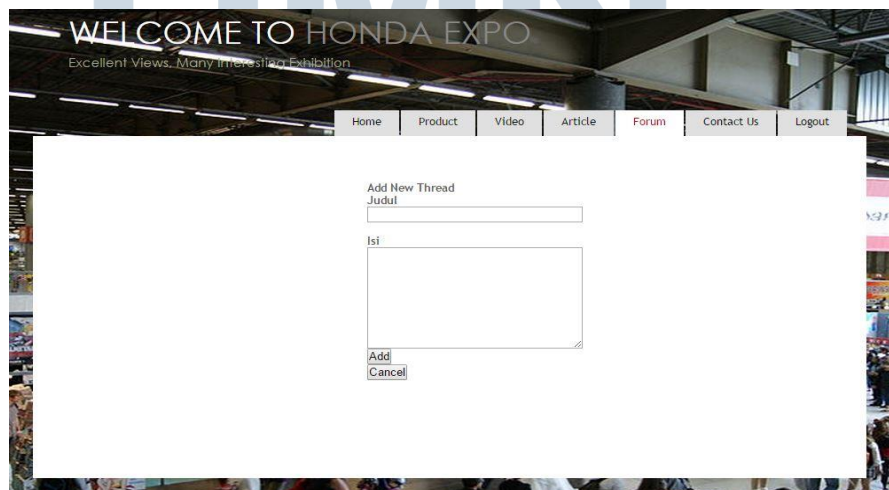 WELCOME TO HONDA EXPO
Excellent Views, Many Interesting Exhibition
Home Product Video Article Forum Contact Us Logout
Add New Thread
Judul
Isi
Add
Cancel